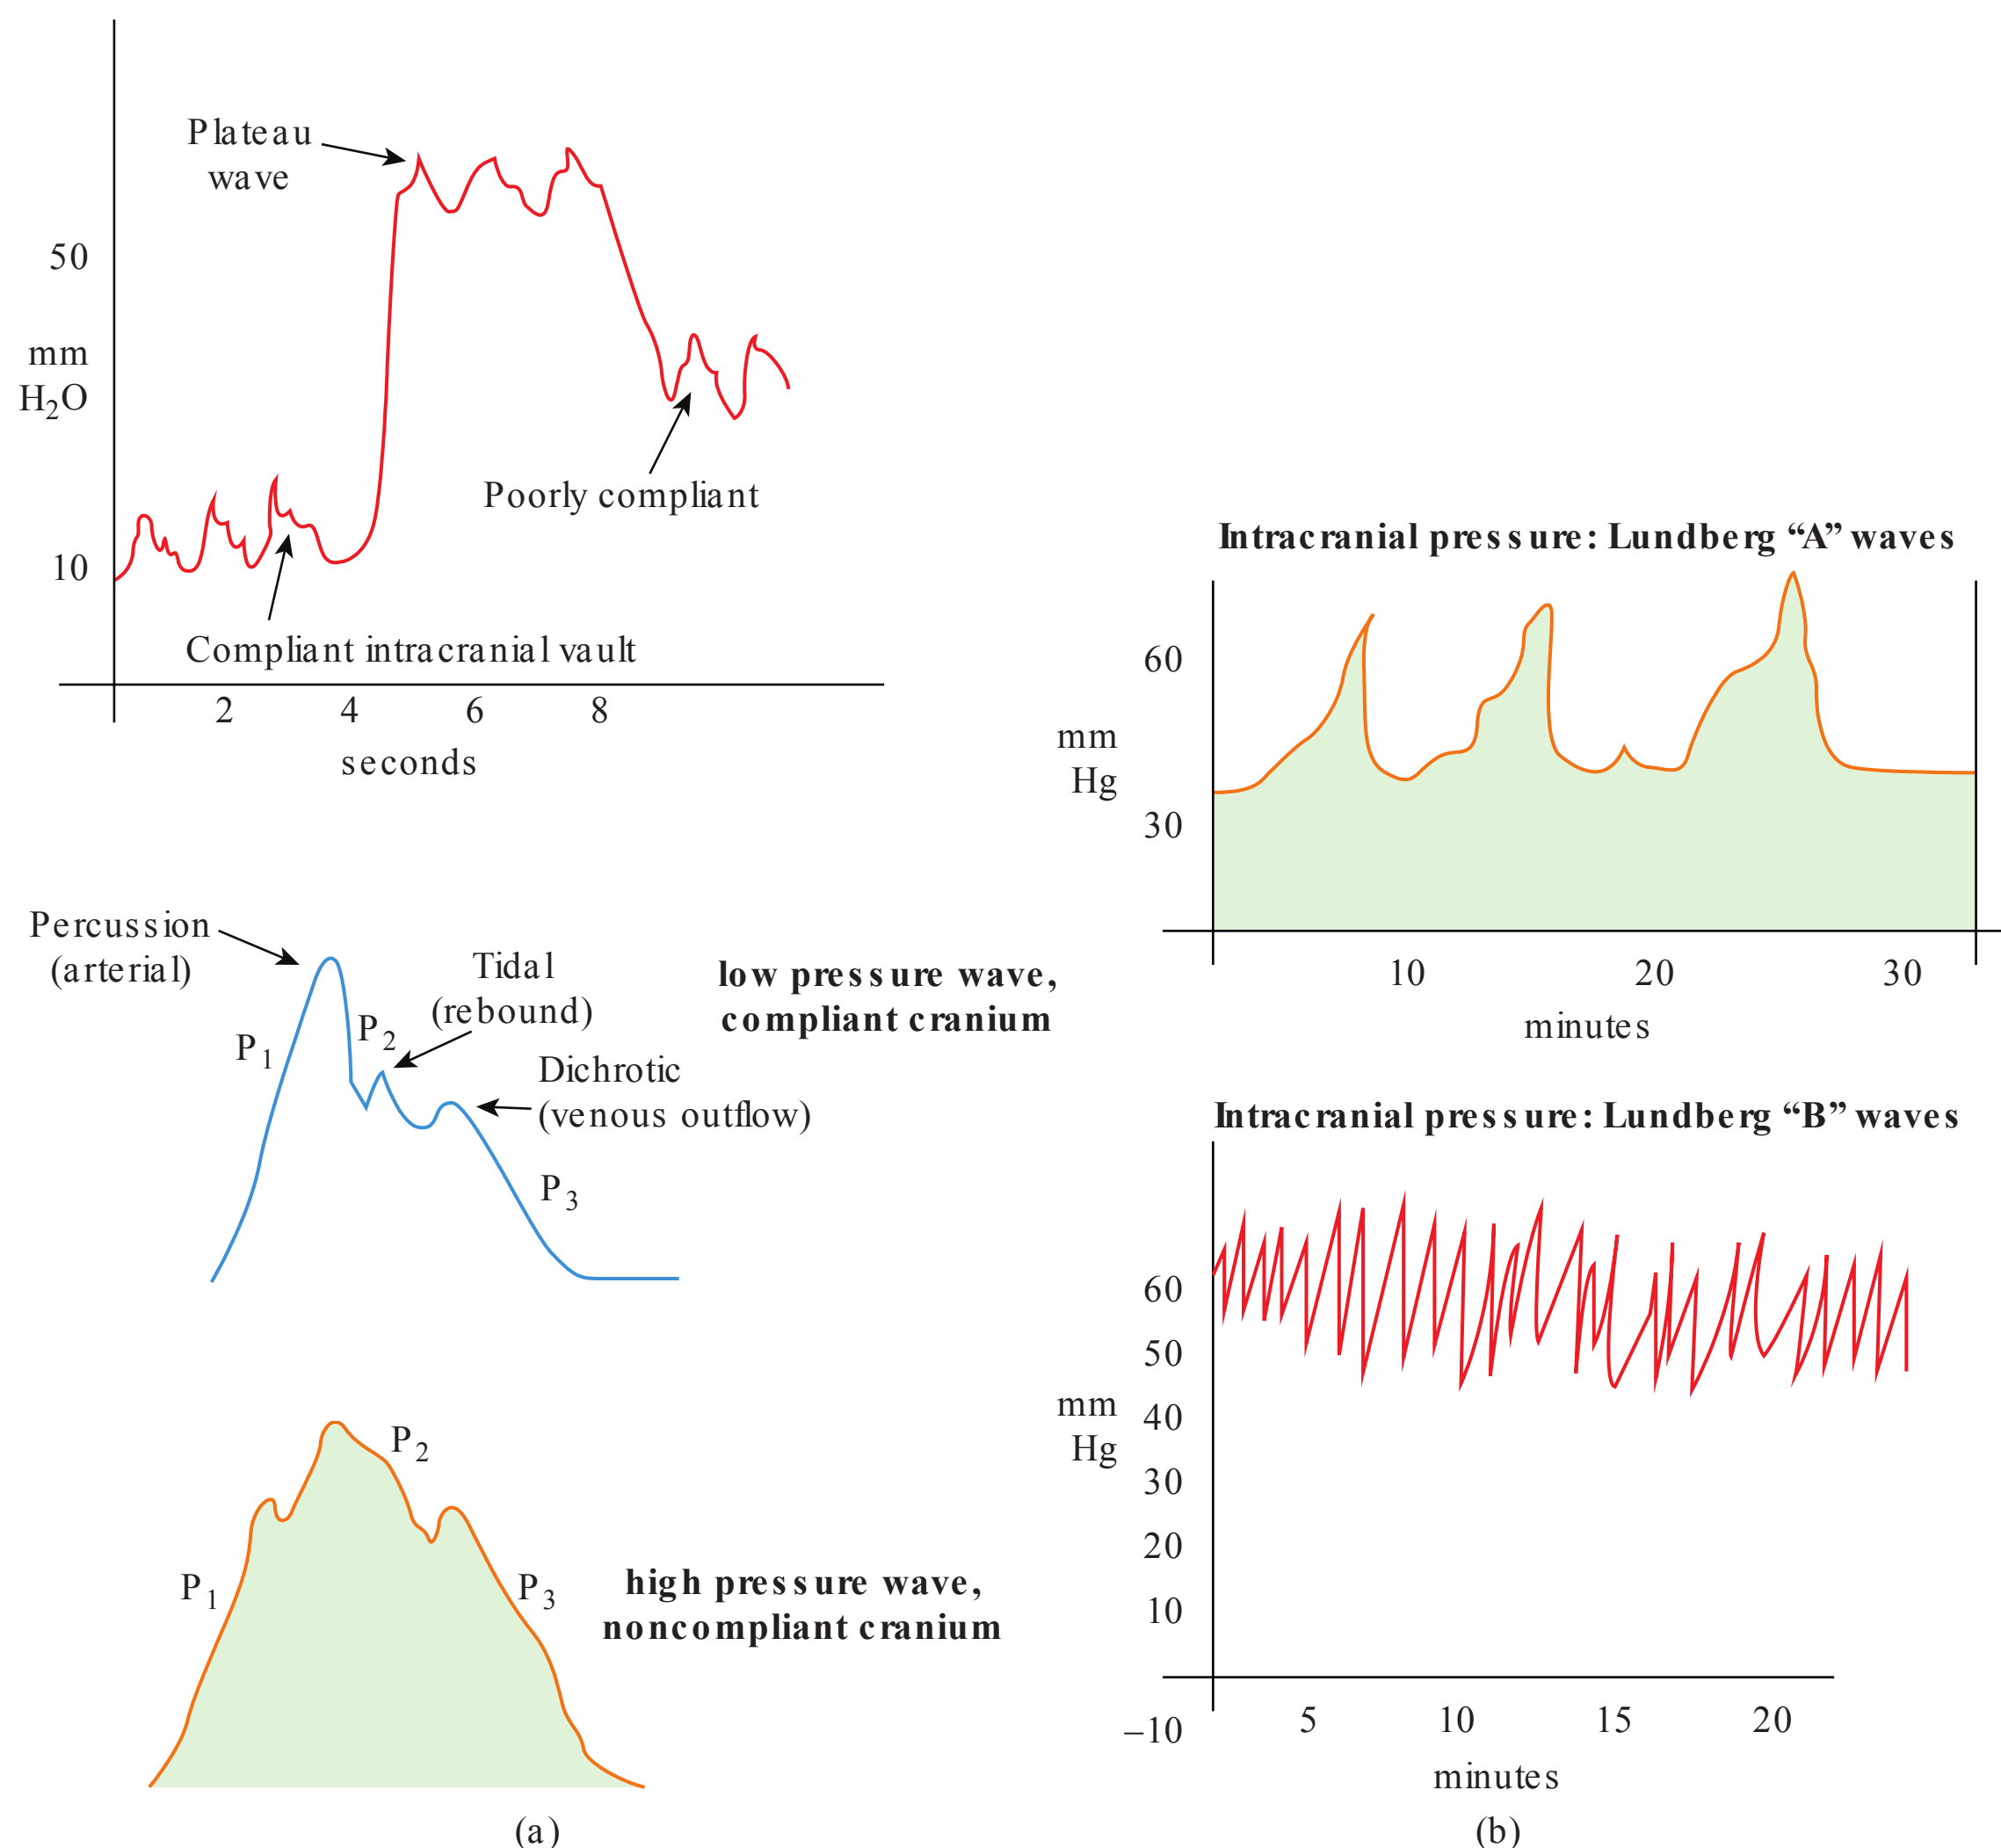 Plateau
wave
50
mm
H₂O
10
Poorly compliant
Compliant intracranial vault
2 4 6 8
seconds
Percussion
(arterial)
P₁
P₂
Tidal
(rebound)
Dichrotic
(venous outflow)
P₃
low pressure wave,
compliant cranium
P₁
P₂
P₃
high pressure wave,
noncompliant cranium
(a)
Intracranial pressure: Lundberg “A” waves
60
mm
Hg
30
10 20 30
minutes
Intracranial pressure: Lundberg “B” waves
60
50
mm
Hg
40
30
20
10
–10
5 10 15 20
minutes
(b)